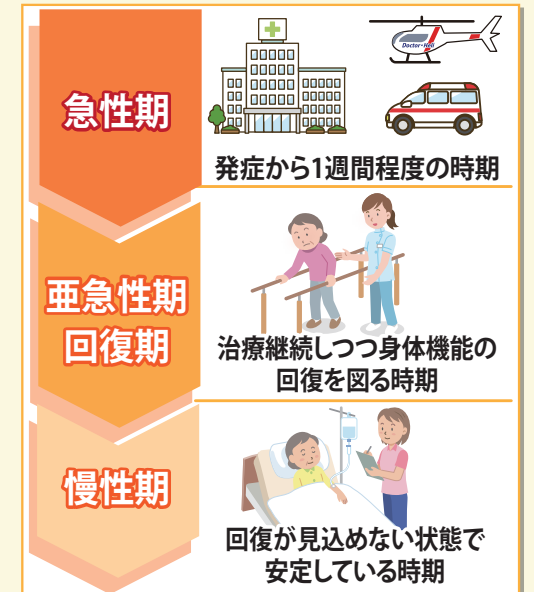 急性期
Doctor-Heli
発症から1週間程度の時期
亜急性期
回復期
治療継続しつつ身体機能の
回復を図る時期
慢性期
回復が見込めない状態で
安定している時期